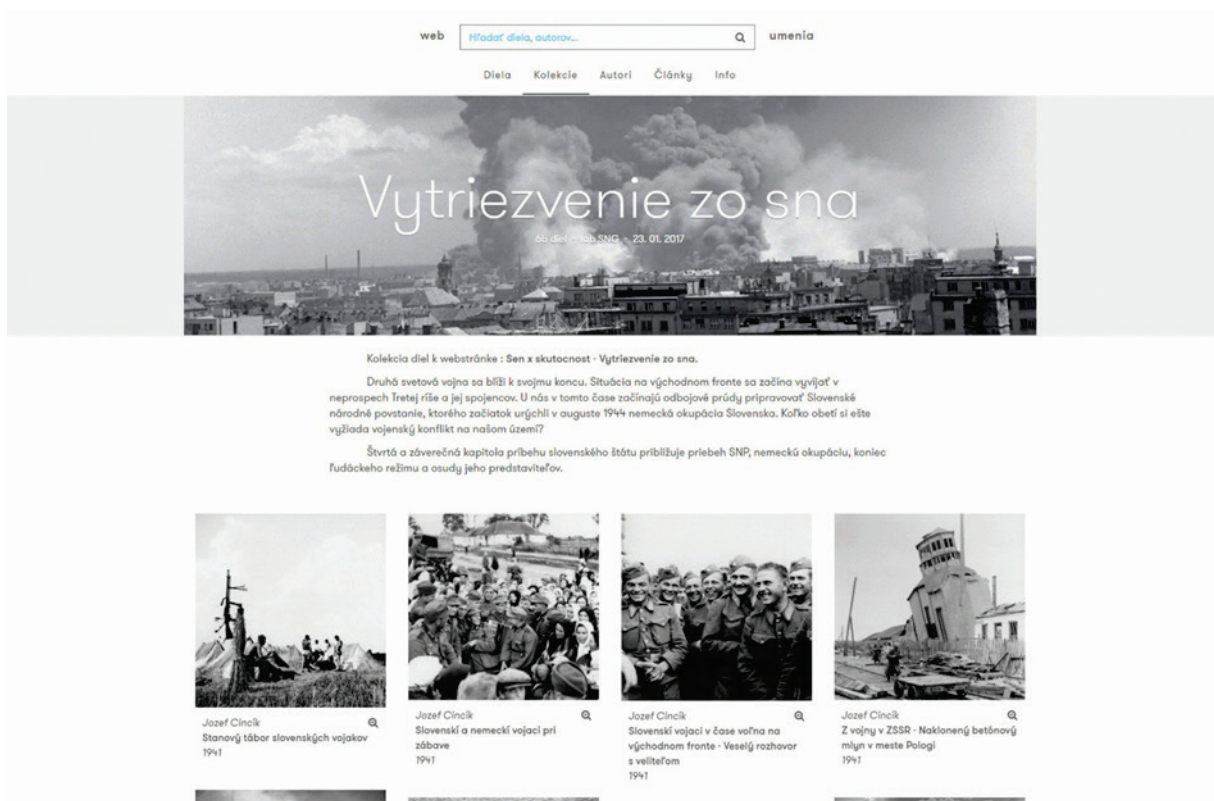 web
Hľadať diela, autorov...
umenia
Diela Kolekcie Autori Články Info
Vytriezvenie zo sna
66 diel · lab SNG · 23. 01. 2017
Kolekcia diel k webstránke : Sen x skutocnost - Vytriezvenie zo sna.
Druhá svetová vojna sa blíži k svojmu koncu. Situácia na východnom fronte sa začína vyvíjať v
neprospech Tretej ríše a jej spojencov. U nás v tomto čase začínajú odbojové prúdy pripravovať Slovenské
národné povstanie, ktorého začiatok urýchli v auguste 1944 nemecká okupácia Slovenska. Koľko obetí si ešte
vyžiada vojenský konflikt na našom území?
Štvrtá a záverečná kapitola príbehu slovenského štátu približuje priebeh SNP, nemeckú okupáciu, koniec
ľudáckeho režimu a osudy jeho predstaviteľov.
Jozef Cincík
Stanový tábor slovenských vojakov
1941
Jozef Cincík
Slovenskí a nemeckí vojaci pri
zábave
1941
Jozef Cincík
Slovenskí vojaci v čase voľna na
východnom fronte - Veselý rozhovor
s veliteľom
1941
Jozef Cincík
Z vojny v ZSSR - Naklonený betónový
mlyn v meste Pologi
1941